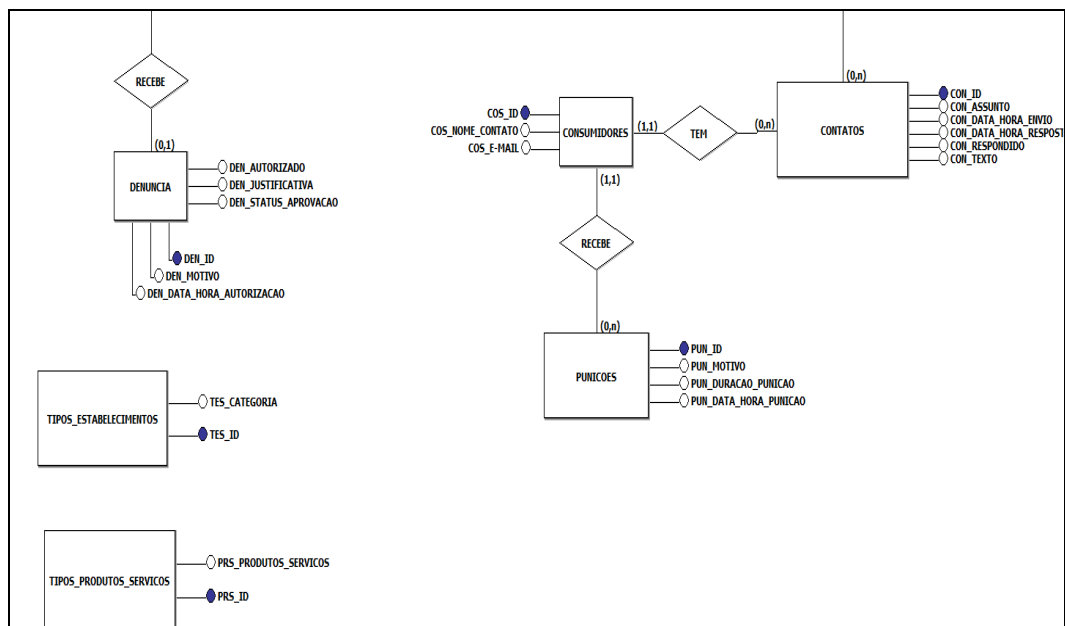 RECEBE
(0,1)
DENUNCIA
DEN_AUTORIZADO
DEN_JUSTIFICATIVA
DEN_STATUS_APROVACAO
DEN_ID
DEN_MOTIVO
DEN_DATA_HORA_AUTORIZACAO
COS_ID
COS_NOME_CONTATO
COS_E-MAIL
CONSUMIDORES
(1,1)
TEM
(0,n)
(0,n)
CONTATOS
CON_ID
CON_ASSUNTO
CON_DATA_HORA_ENVIO
CON_DATA_HORA_RESPOST
CON_RESPONDIDO
CON_TEXTO
(1,1)
RECEBE
(0,n)
PUNICOES
PUN_ID
PUN_MOTIVO
PUN_DURACAO_PUNICAO
PUN_DATA_HORA_PUNICAO
TIPOS_ESTABELECIMENTOS
TES_CATEGORIA
TES_ID
TIPOS_PRODUTOS_SERVICOS
PRS_PRODUTOS_SERVICOS
PRS_ID